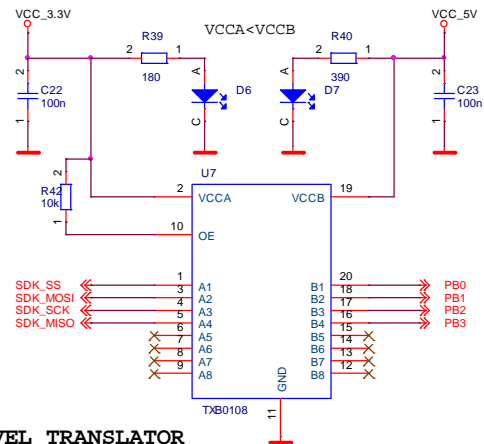 VCC_3.3V
VCC_5V
VCCA<VCCB
R39
R40
2 1
2 1
180
390
A
A
D6
D7
C
C
2
C22
100n
1
2
C23
100n
1
2
R42
10k
1
U7
2
VCCA
VCCB
19
10
OE
SDK_SS
1
A1
B1
20
PB0
SDK_MOSI
3
A2
B2
18
PB1
SDK_SCK
4
A3
B3
17
PB2
SDK_MISO
5
A4
B4
16
PB3
6
A5
B5
15
7
A6
B6
14
8
A7
B7
13
9
A8
B8
12
GND
TXB0108
11
VEL TRANSLATOR